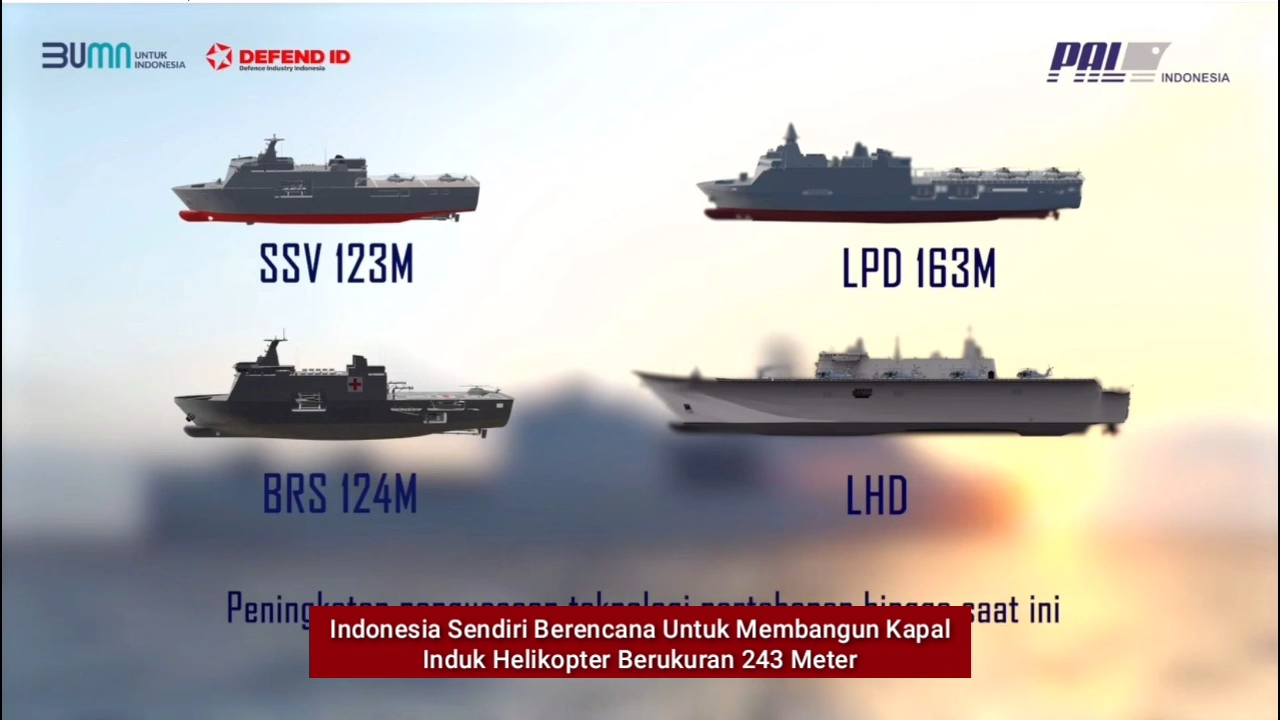 BUMN UNTUK
INDONESIA
DEFEND ID
Defence Industry Indonesia
PAL
INDONESIA
SSV 123M
LPD 163M
BRS 124M
LHD
saat ini
Indonesia Sendiri Berencana Untuk Membangun Kapal
Induk Helikopter Berukuran 243 Meter